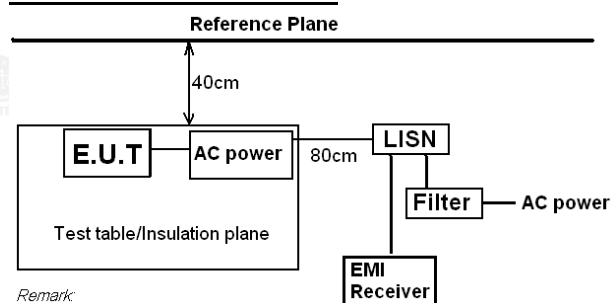 Reference Plane
40cm
E.U.T
AC power
80cm
LISN
Filter
AC power
Test table/Insulation plane
EMI
Receiver
Remark: